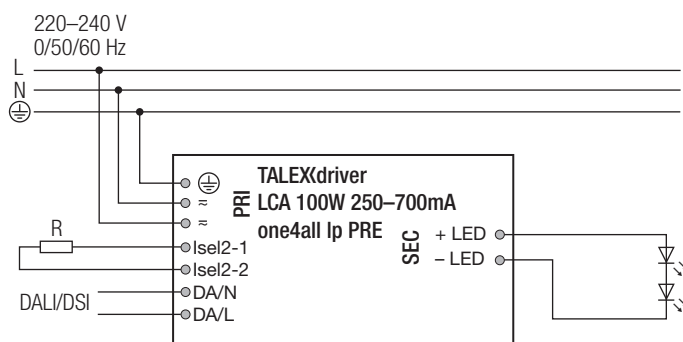 220–240 V
0/50/60 Hz
L
N
TALEXXdriver
LCA 100W 250–700mA
one4all lp PRE
PRI
≂
≂
SEC
+ LED
– LED
R
Isel2-1
Isel2-2
DA/N
DA/L
DALI/DSI